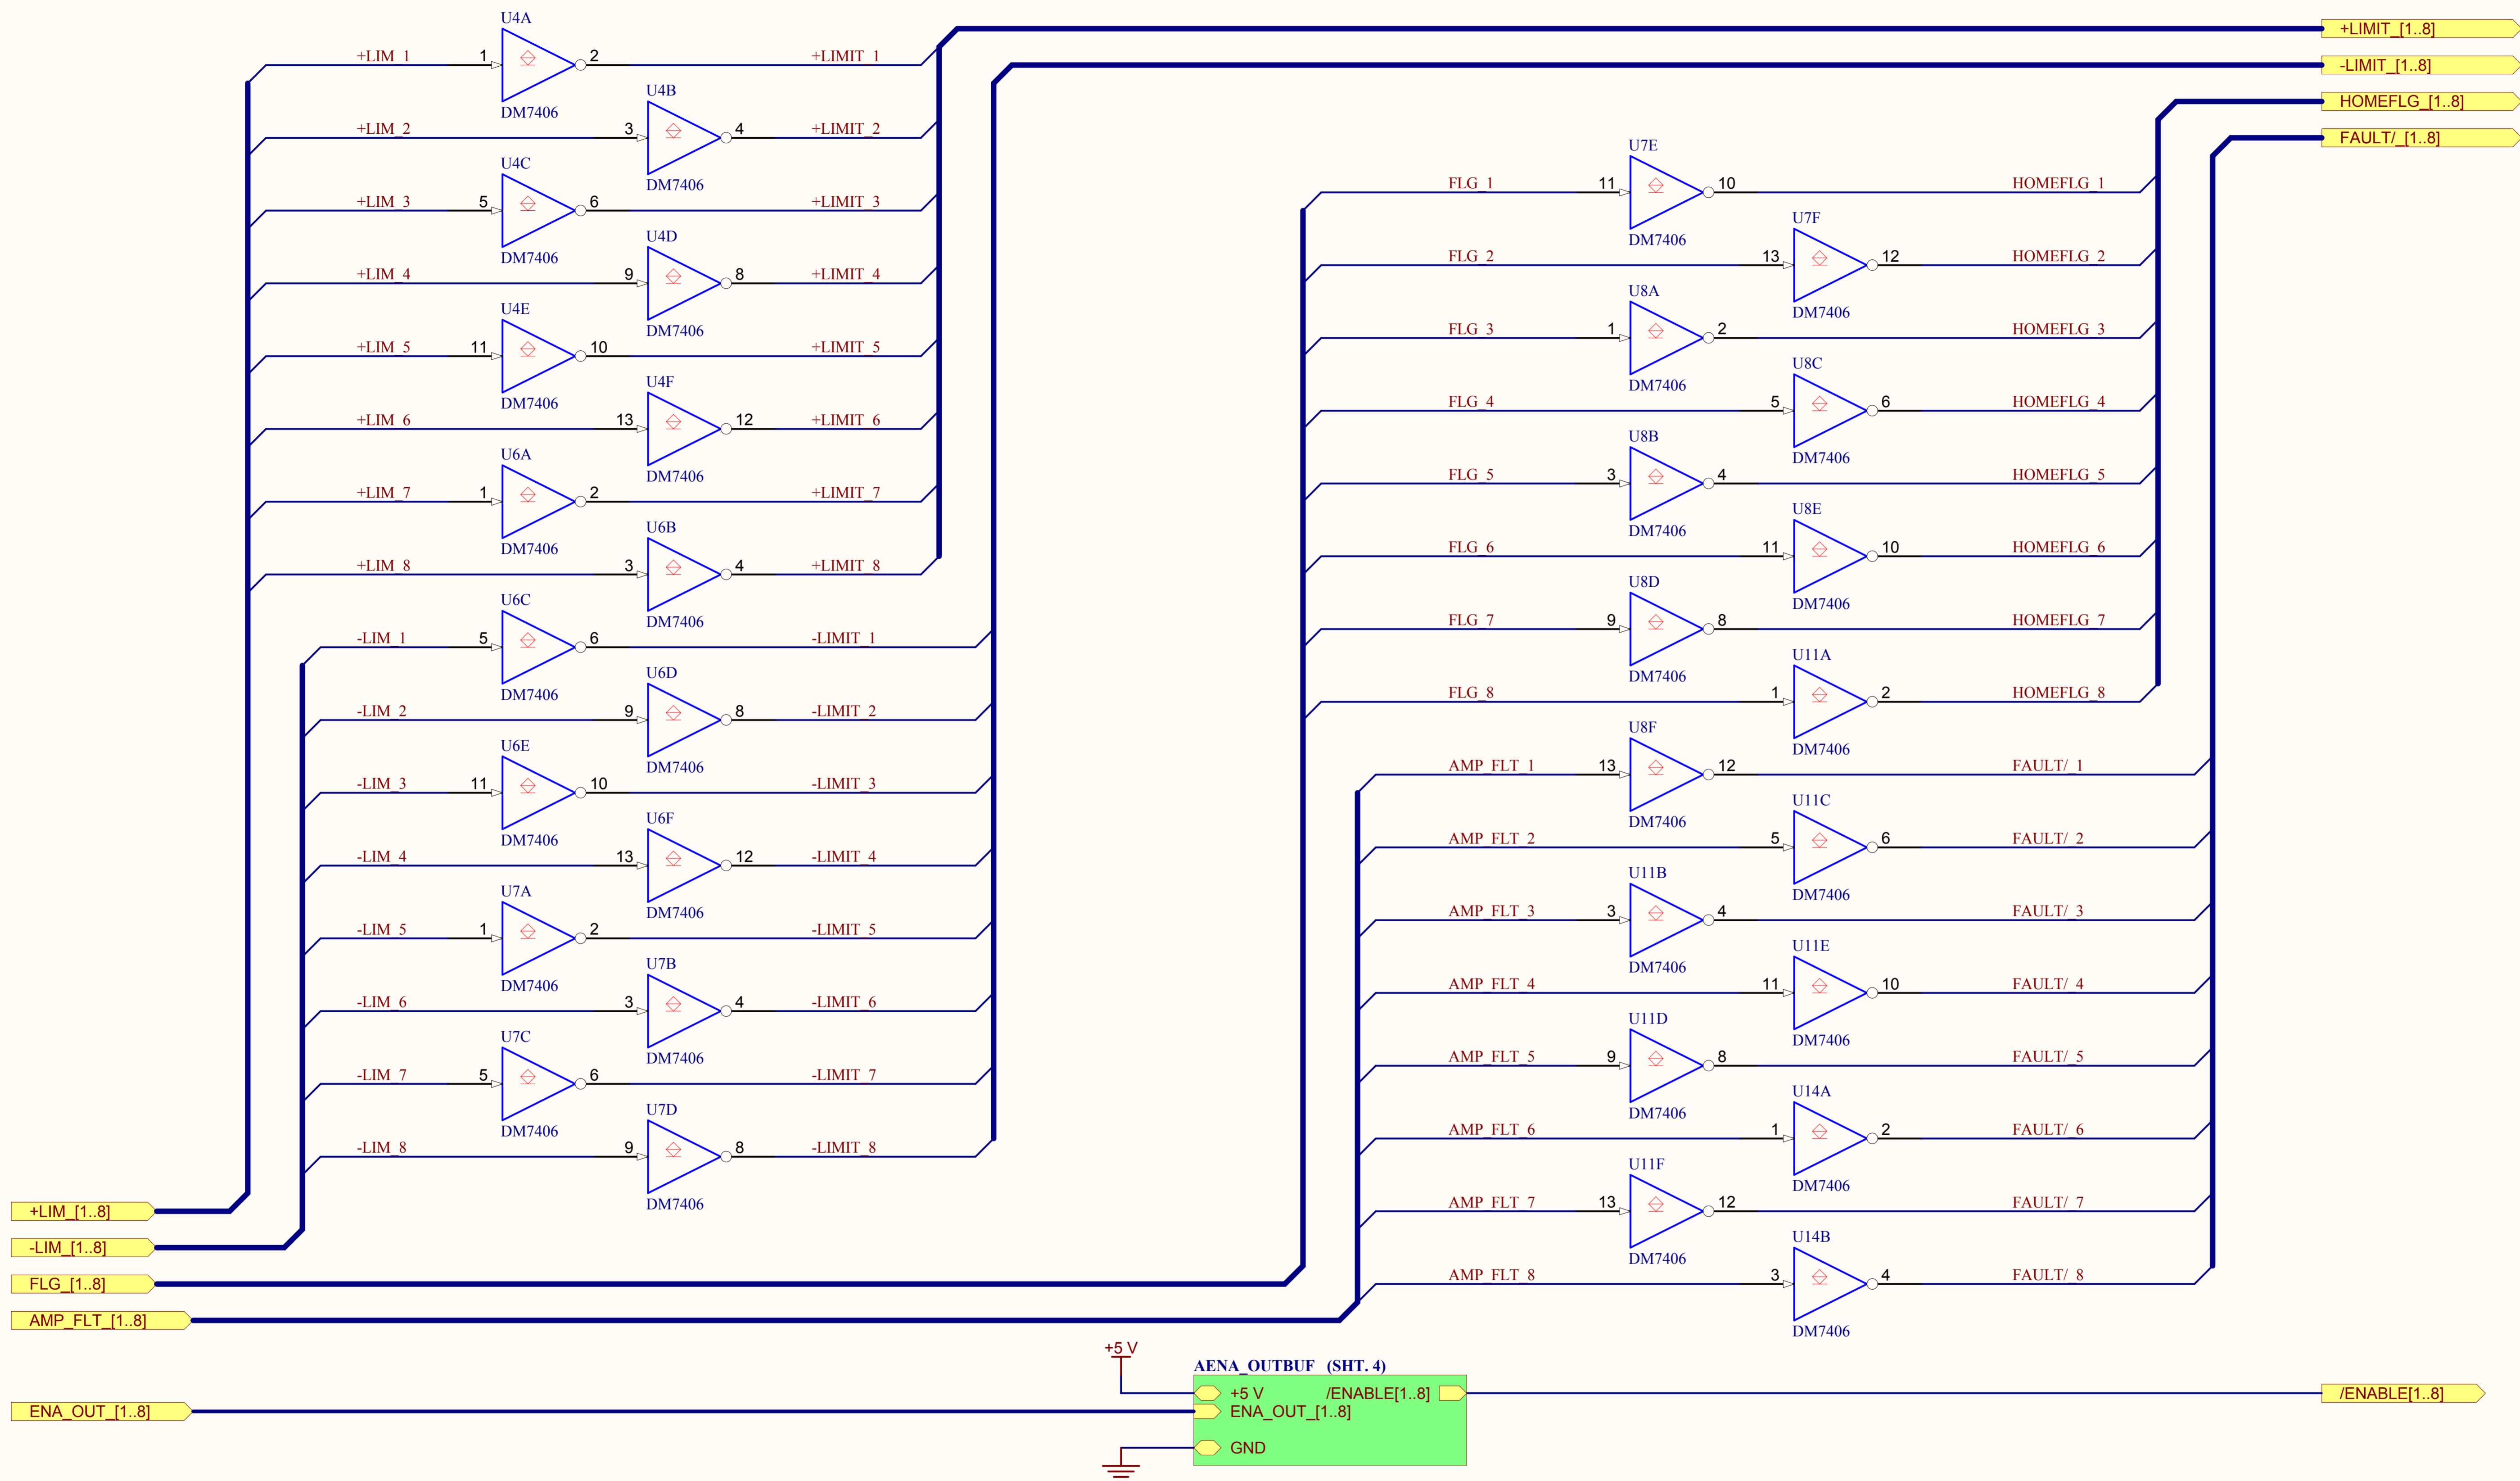 U4A
+LIM_1 1 2 +LIMIT_1
DM7406
U4B
+LIM_2 3 4 +LIMIT_2
DM7406
U4C
+LIM_3 5 6 +LIMIT_3
DM7406
U4D
+LIM_4 9 8 +LIMIT_4
DM7406
U4E
+LIM_5 11 10 +LIMIT_5
DM7406
U4F
+LIM_6 13 12 +LIMIT_6
DM7406
U6A
+LIM_7 1 2 +LIMIT_7
DM7406
U6B
+LIM_8 3 4 +LIMIT_8
DM7406
U6C
-LIM_1 5 6 -LIMIT_1
DM7406
U6D
-LIM_2 9 8 -LIMIT_2
DM7406
U6E
-LIM_3 11 10 -LIMIT_3
DM7406
U6F
-LIM_4 13 12 -LIMIT_4
DM7406
U7A
-LIM_5 1 2 -LIMIT_5
DM7406
U7B
-LIM_6 3 4 -LIMIT_6
DM7406
U7C
-LIM_7 5 6 -LIMIT_7
DM7406
U7D
-LIM_8 9 8 -LIMIT_8
DM7406
+LIM_[1..8]
-LIM_[1..8]
FLG_[1..8]
AMP_FLT_[1..8]
ENA_OUT_[1..8]
+LIMIT_[1..8]
-LIMIT_[1..8]
HOMEFLG_[1..8]
FAULT/_[1..8]
U7E
FLG_1 11 10 HOMEFLG_1
DM7406
U7F
FLG_2 13 12 HOMEFLG_2
DM7406
U8A
FLG_3 1 2 HOMEFLG_3
DM7406
U8C
FLG_4 5 6 HOMEFLG_4
DM7406
U8B
FLG_5 3 4 HOMEFLG_5
DM7406
U8E
FLG_6 11 10 HOMEFLG_6
DM7406
U8D
FLG_7 9 8 HOMEFLG_7
DM7406
U11A
FLG_8 1 2 HOMEFLG_8
DM7406
U8F
AMP_FLT_1 13 12 FAULT/_1
DM7406
U11C
AMP_FLT_2 5 6 FAULT/_2
DM7406
U11B
AMP_FLT_3 3 4 FAULT/_3
DM7406
U11E
AMP_FLT_4 11 10 FAULT/_4
DM7406
U11D
AMP_FLT_5 9 8 FAULT/_5
DM7406
U14A
AMP_FLT_6 1 2 FAULT/_6
DM7406
U11F
AMP_FLT_7 13 12 FAULT/_7
DM7406
U14B
AMP_FLT_8 3 4 FAULT/_8
DM7406
+5 V
AENA_OUTBUF (SHT. 4)
+5 V /ENABLE[1..8]
ENA_OUT_[1..8]
GND
/ENABLE[1..8]